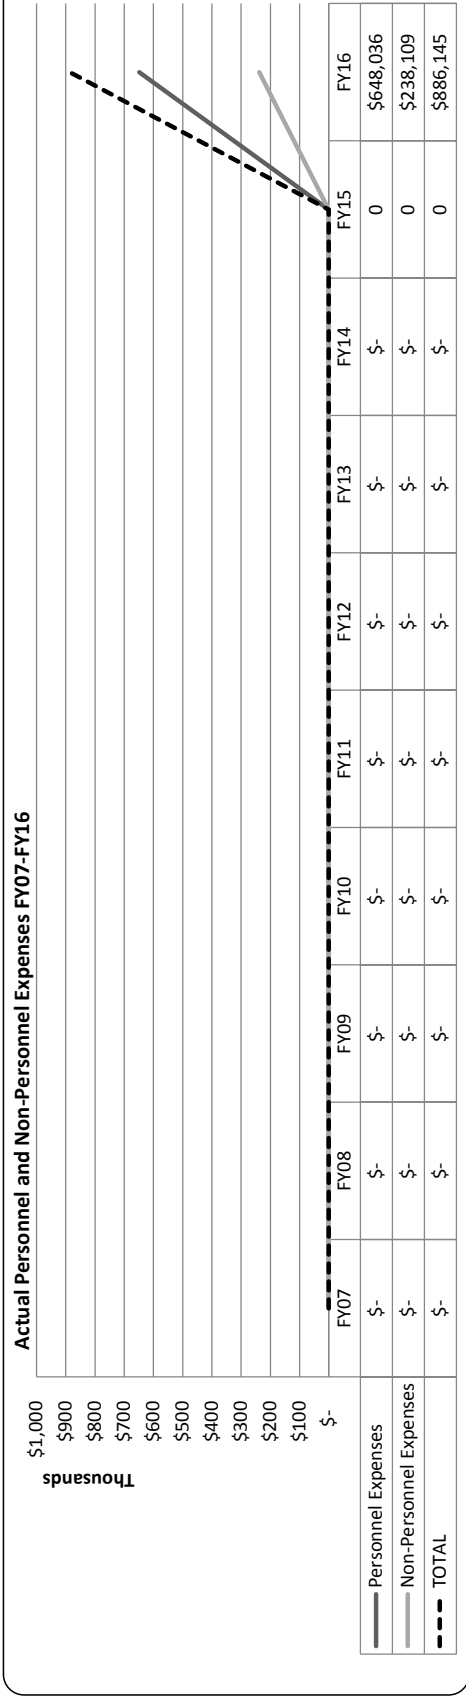 Actual Personnel and Non-Personnel Expenses FY07-FY16
Thousands
$1,000
$900
$800
$700
$600
$500
$400
$300
$200
$100
$-
FY07 FY08 FY09 FY10 FY11 FY12 FY13 FY14 FY15 FY16
Personnel Expenses $- $- $- $- $- $- $- $- 0 $648,036
Non-Personnel Expenses $- $- $- $- $- $- $- $- 0 $238,109
TOTAL $- $- $- $- $- $- $- $- 0 $886,145